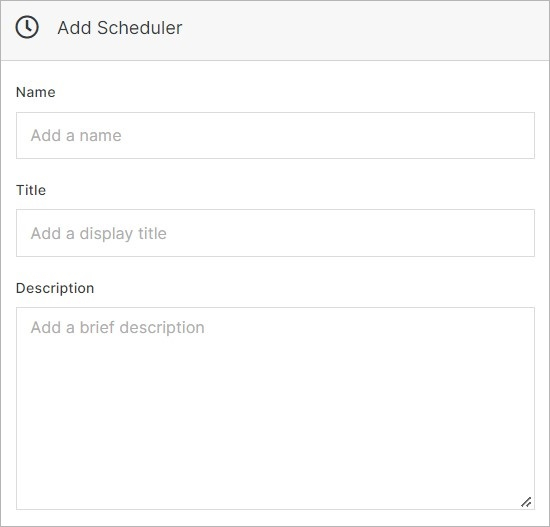 Add Scheduler
Name
Add a name
Title
Add a display title
Description
Add a brief description